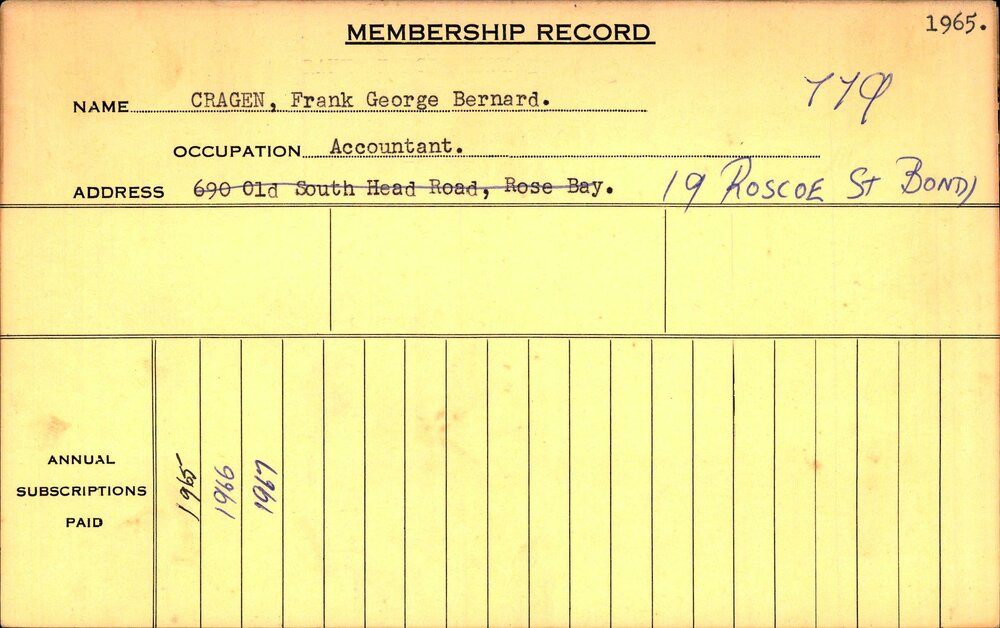 1965.
MEMBERSHIP RECORD
779
NAME CRAGEN, Frank George Bernard.
OCCUPATION Accountant.
ADDRESS 690 Old South Head Road, Rose Bay. 19 ROSCOE ST BONDI
ANNUAL
SUBSCRIPTIONS
PAID
1965
1966
1967